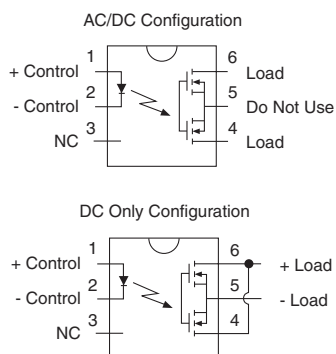 AC/DC Configuration
1 6
+ Control Load
2 5
- Control Do Not Use
3 4
NC Load
DC Only Configuration
1 6
+ Control + Load
2 5
- Control - Load
3 4
NC